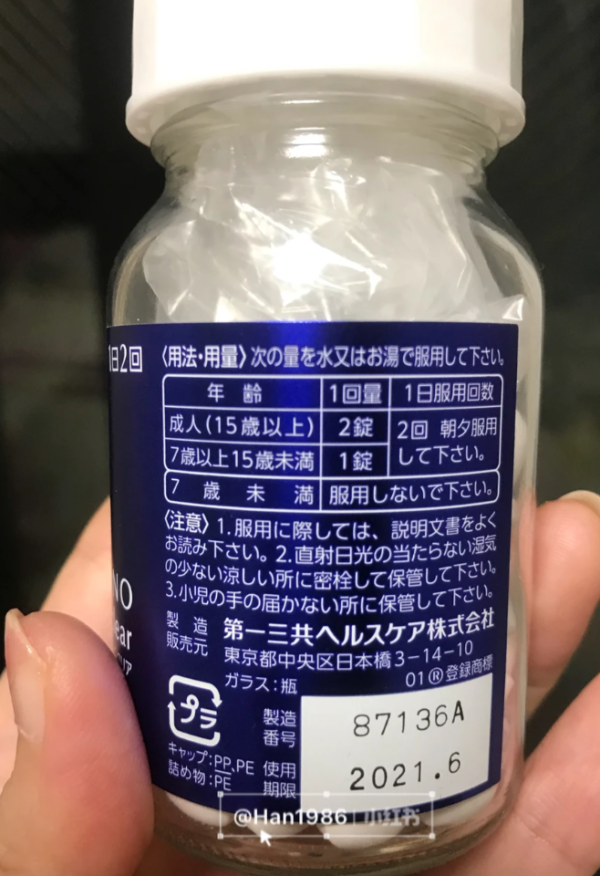 1日2回
〈用法・用量〉次の量を水又はお湯で服用して下さい。
年齢 1回量 1日服用回数
成人(15歳以上) 2錠 2回 朝夕服用
7歳以上15歳未満 1錠 して下さい。
7歳未満 服用しないで下さい。
〈注意〉1.服用に際しては、説明文書をよく
お読み下さい。2.直射日光の当たらない湿気
の少ない涼しい所に密栓して保管して下さい。
3.小児の手の届かない所に保管して下さい。
NO
ear
製造
販売元
第一三共ヘルスケア株式会社
東京都中央区日本橋3-14-10
ガラス:瓶
01®登録商標
プラ
キャップ:PP、PE
詰め物:PE
製造
番号
87136A
使用
期限
2021.6
@Han1986 小红书